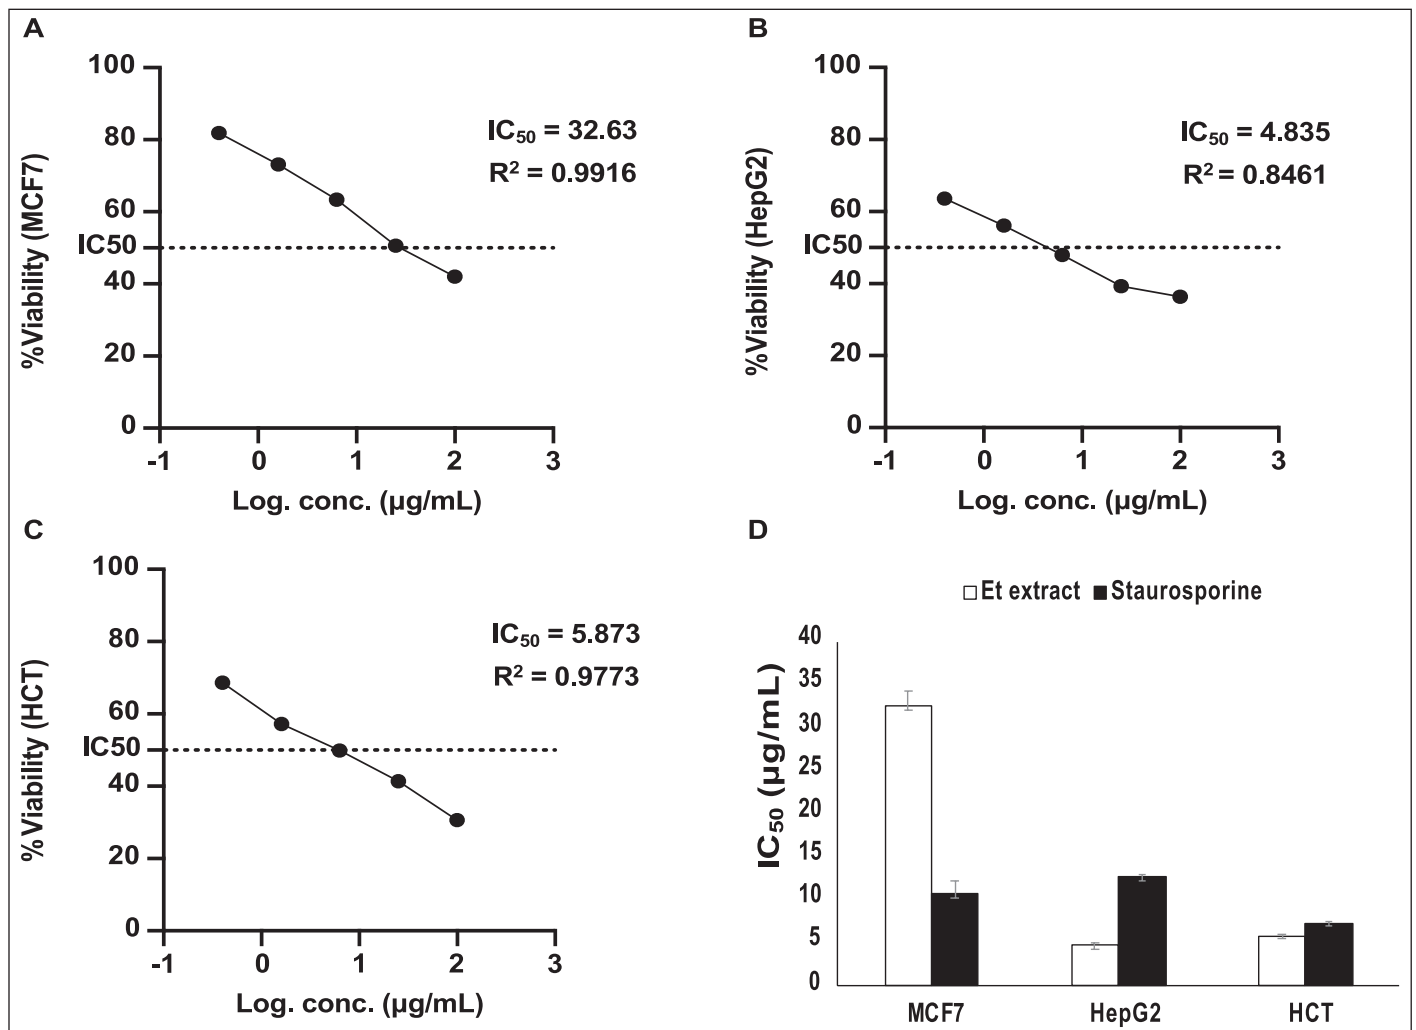 A
%Viability (MCF7)
100
80
60
IC50
40
20
0
-1 0 1 2 3
Log. conc. (µg/mL)
IC50 = 32.63
R2 = 0.9916
B
%Viability (HepG2)
100
80
60
IC50
40
20
0
-1 0 1 2 3
Log. conc. (µg/mL)
IC50 = 4.835
R2 = 0.8461
C
%Viability (HCT)
100
80
60
IC50
40
20
0
-1 0 1 2 3
Log. conc. (µg/mL)
IC50 = 5.873
R2 = 0.9773
D
Et extract Staurosporine
IC50 (µg/mL)
40
35
30
25
20
15
10
5
0
MCF7 HepG2 HCT